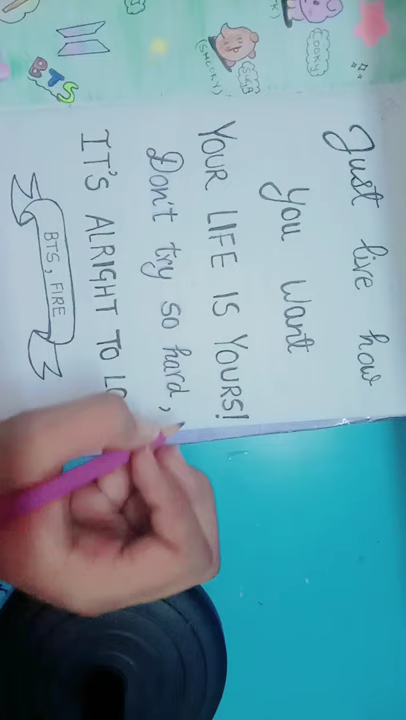 Just live how
you want
YOUR LIFE IS YOURS!
Don't try so hard,
IT'S ALRIGHT TO LO
BTS, FIRE
BTS
COOKY
(SHOOKY)